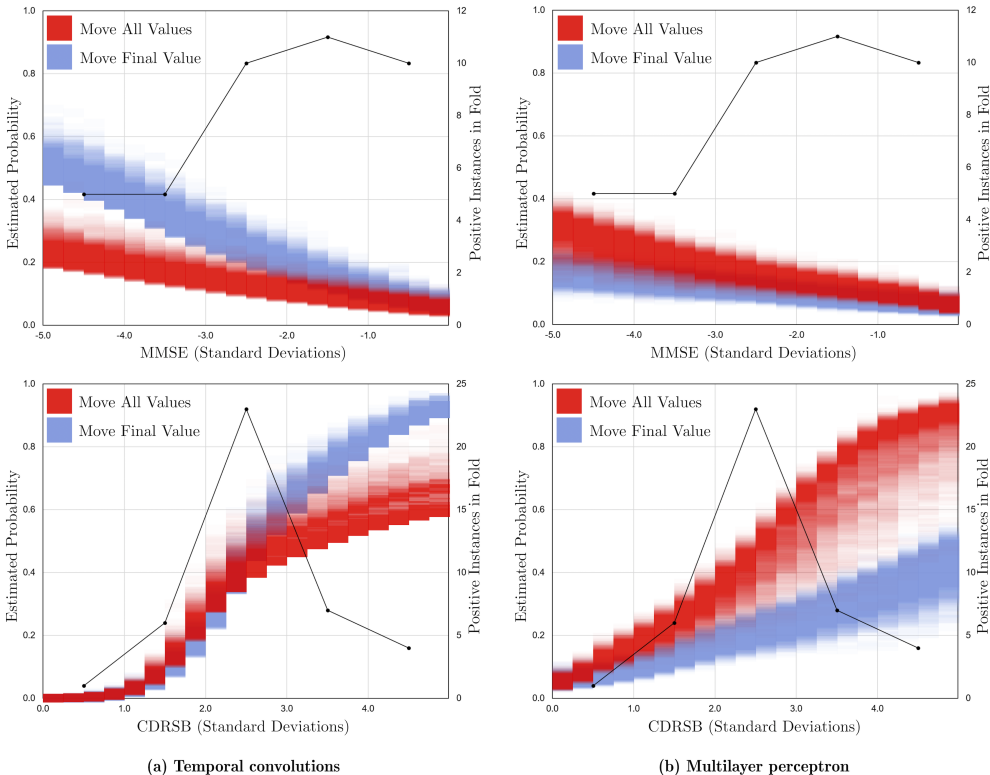 Move All Values
Move Final Value
Estimated Probability
1.0
0.8
0.6
0.4
0.2
0.0
12
10
8
6
4
2
0
Positive Instances in Fold
-5.0 -4.0 -3.0 -2.0 -1.0
MMSE (Standard Deviations)
Move All Values
Move Final Value
Estimated Probability
1.0
0.8
0.6
0.4
0.2
0.0
12
10
8
6
4
2
0
Positive Instances in Fold
-5.0 -4.0 -3.0 -2.0 -1.0
MMSE (Standard Deviations)
Move All Values
Move Final Value
Estimated Probability
1.0
0.8
0.6
0.4
0.2
0.0
25
20
15
10
5
0
Positive Instances in Fold
0.0 1.0 2.0 3.0 4.0
CDRSB (Standard Deviations)
Move All Values
Move Final Value
Estimated Probability
1.0
0.8
0.6
0.4
0.2
0.0
25
20
15
10
5
0
Positive Instances in Fold
0.0 1.0 2.0 3.0 4.0
CDRSB (Standard Deviations)
(a) Temporal convolutions
(b) Multilayer perceptron